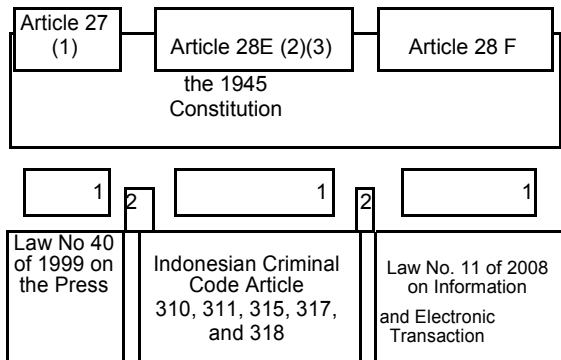 Article 27
(1)
Article 28E (2)(3)
Article 28 F
the 1945
Constitution
1
2
1
2
1
Law No 40
of 1999 on
the Press
Indonesian Criminal
Code Article
310, 311, 315, 317,
and 318
Law No. 11 of 2008
on Information
and Electronic
Transaction